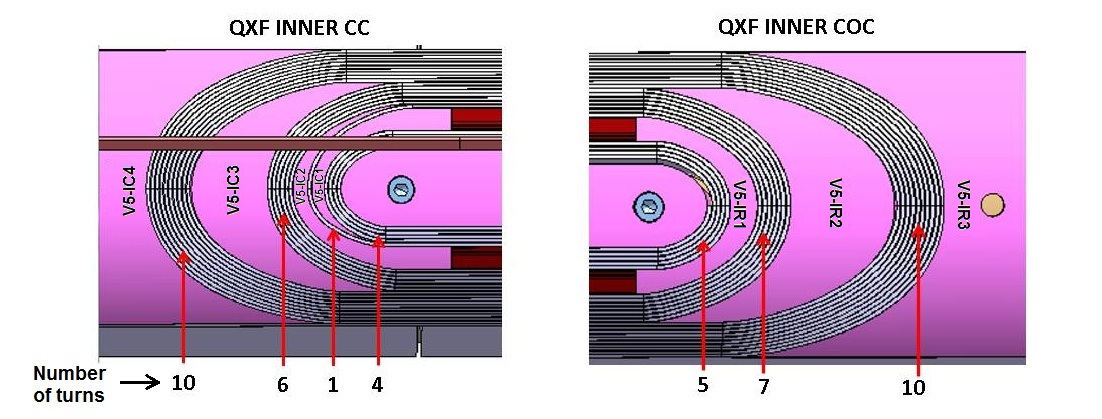 QXF INNER CC
QXF INNER COC
V5-IC4
V5-IC3
V5-IC2
V5-IC1
V5-IR1
V5-IR2
V5-IR3
Number
of turns
10
6
1
4
5
7
10